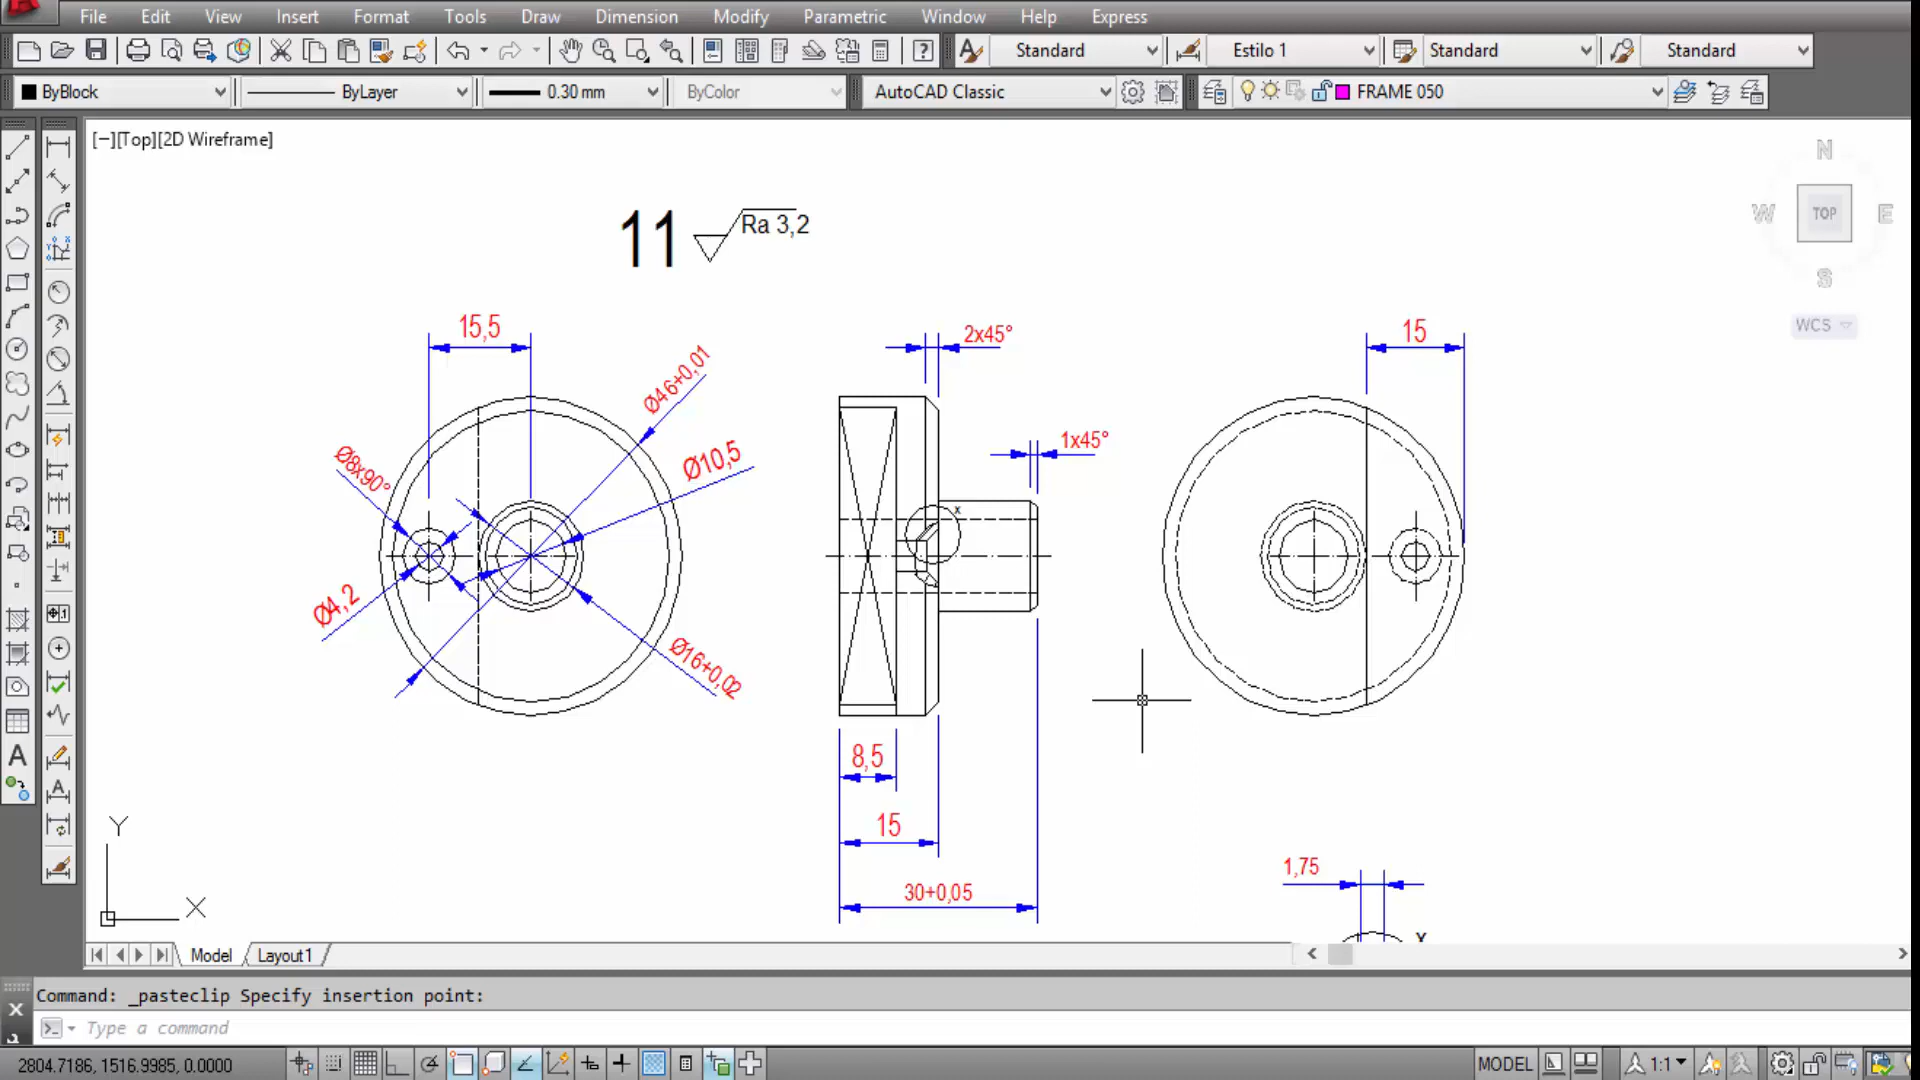 File Edit View Insert Format Tools Draw Dimension Modify Parametric Window Help Express
Standard Estilo 1 Standard Standard
ByBlock ByLayer 0.30 mm ByColor AutoCAD Classic FRAME 050
[−][Top][2D Wireframe]
N
W TOP E
S
WCS
11 Ra 3,2
15,5 2x45° 15
Ø46+0,01
Ø10,5
1x45°
Ø8x90°
x
Ø4,2
Ø16+0,02
8,5
15
1,75
30+0,05
x
Y
X
Model Layout1
Command: _pasteclip Specify insertion point:
Type a command
2804.7186, 1516.9985, 0.0000 MODEL 1:1